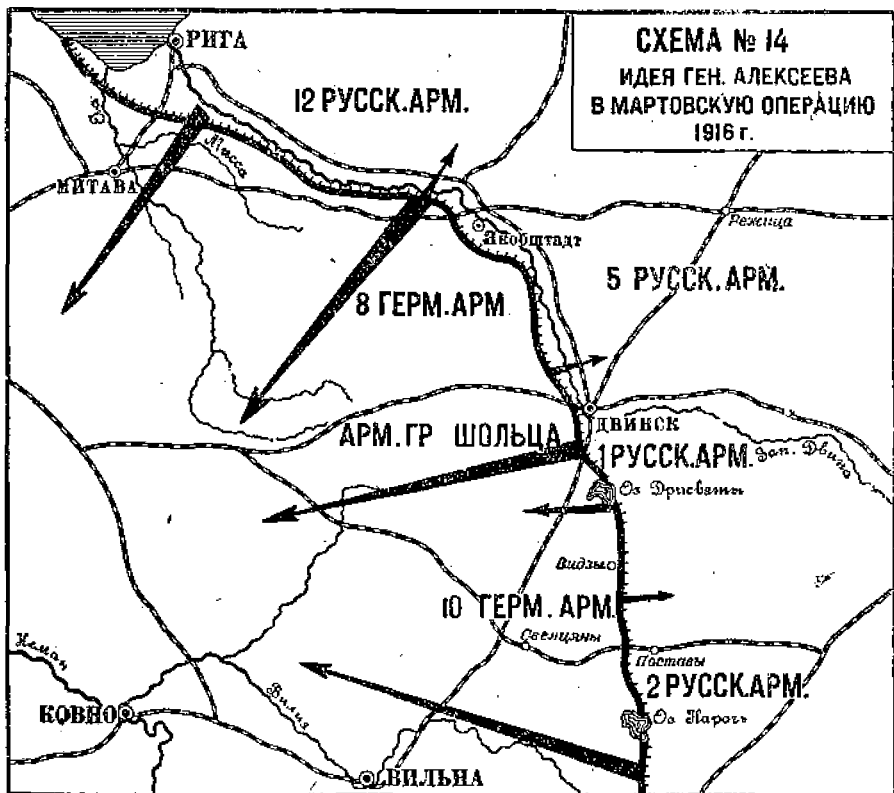 СХЕМА № 14
ИДЕЯ ГЕН. АЛЕКСЕЕВА
В МАРТОВСКУЮ ОПЕРАЦИЮ
1916 г.
РИГА
12 РУССК. АРМ.
Мисса
МИТАВА
Якобштадт
Режица
5 РУССК. АРМ.
8 ГЕРМ. АРМ
ДВИНСК
АРМ. ГР ШОЛЬЦА
1 РУССК. АРМ.
Зап. Двина
Оз Дрисвяты
Видзы
10 ГЕРМ. АРМ.
Свенцяны
Поставы
Неман
2 РУССК. АРМ.
Вилия
КОВНО
Оз Нарочь
ВИЛЬНА